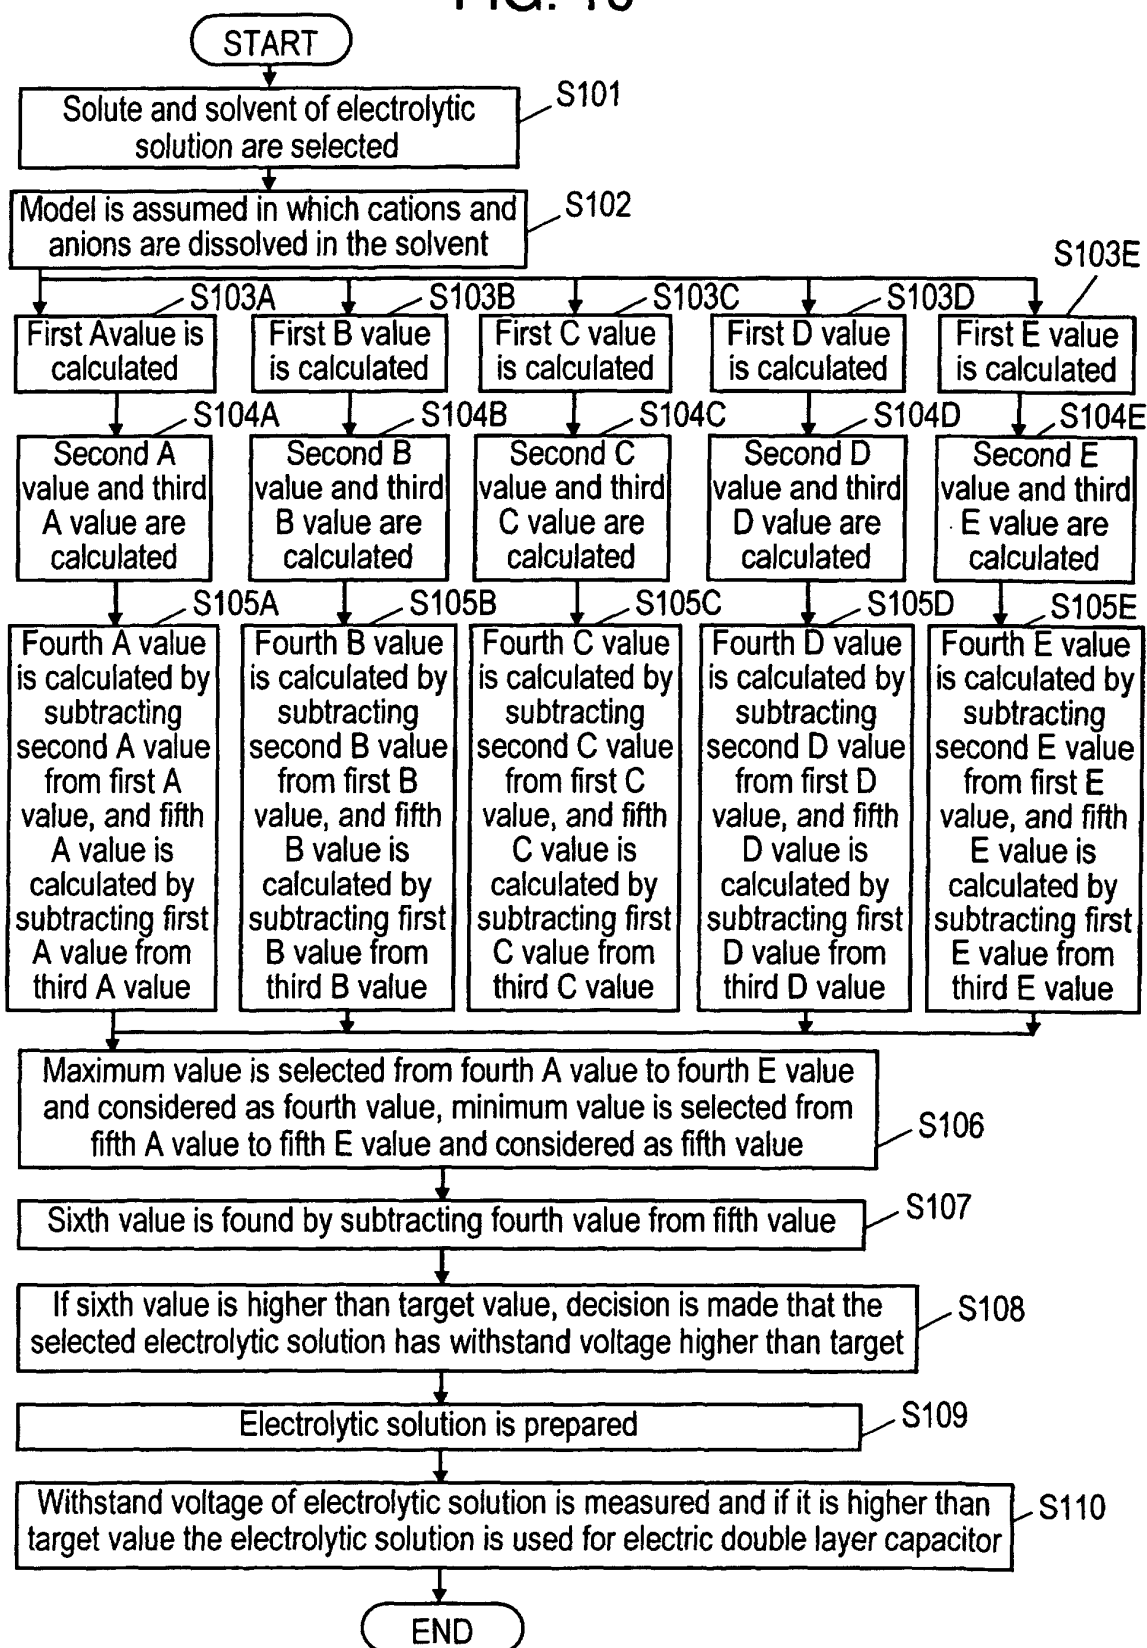 START
S101
Solute and solvent of electrolytic
solution are selected
S102
Model is assumed in which cations and
anions are dissolved in the solvent
S103A
S103B
S103C
S103D
S103E
First Avalue is
calculated
First B value
is calculated
First C value
is calculated
First D value
is calculated
First E value
is calculated
S104A
S104B
S104C
S104D
S104E
Second A
value and third
A value are
calculated
Second B
value and third
B value are
calculated
Second C
value and third
C value are
calculated
Second D
value and third
D value are
calculated
Second E
value and third
E value are
calculated
S105A
S105B
S105C
S105D
S105E
Fourth A value
is calculated by
subtracting
second A value
from first A
value, and fifth
A value is
calculated by
subtracting first
A value from
third A value
Fourth B value
is calculated by
subtracting
second B value
from first B
value, and fifth
B value is
calculated by
subtracting first
B value from
third B value
Fourth C value
is calculated by
subtracting
second C value
from first C
value, and fifth
C value is
calculated by
subtracting first
C value from
third C value
Fourth D value
is calculated by
subtracting
second D value
from first D
value, and fifth
D value is
calculated by
subtracting first
D value from
third D value
Fourth E value
is calculated by
subtracting
second E value
from first E
value, and fifth
E value is
calculated by
subtracting first
E value from
third E value
Maximum value is selected from fourth A value to fourth E value
and considered as fourth value, minimum value is selected from
fifth A value to fifth E value and considered as fifth value
S106
Sixth value is found by subtracting fourth value from fifth value
S107
If sixth value is higher than target value, decision is made that the
selected electrolytic solution has withstand voltage higher than target
S108
Electrolytic solution is prepared
S109
Withstand voltage of electrolytic solution is measured and if it is higher than
target value the electrolytic solution is used for electric double layer capacitor
S110
END